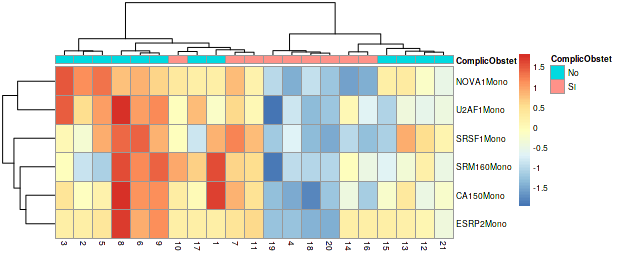 ComplicObstet
NOVA1Mono
U2AF1Mono
SRSF1Mono
SRM160Mono
CA150Mono
ESRP2Mono
3 2 5 8 6 9 10 17 1 7 11 19 4 18 20 14 16 15 13 12 21
1.5
1
0.5
0
-0.5
-1
-1.5
ComplicObstet
No
SI